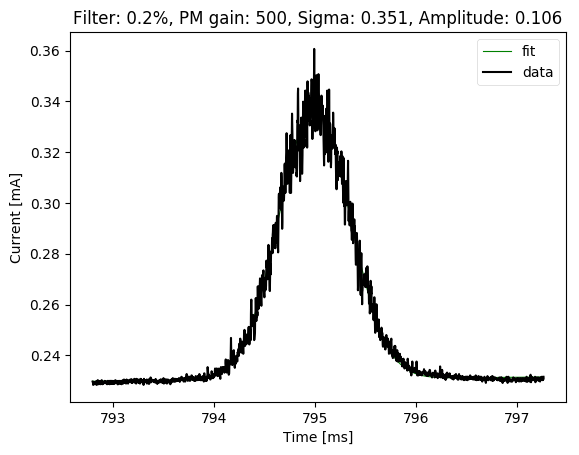 Filter: 0.2%, PM gain: 500, Sigma: 0.351, Amplitude: 0.106
fit
data
0.36
0.34
0.32
0.30
0.28
0.26
0.24
Current [mA]
793 794 795 796 797
Time [ms]